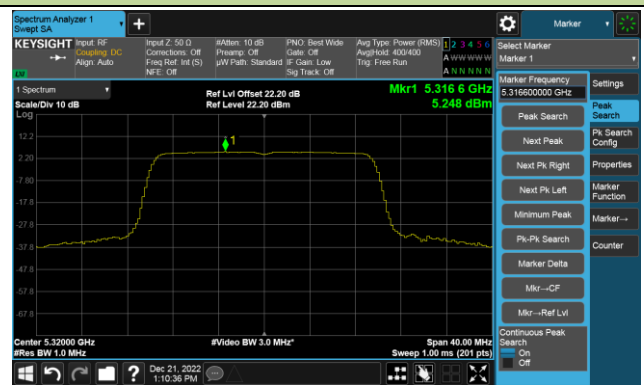 Spectrum Analyzer 1
Swept SA
+
Marker
KEYSIGHT
Input: RF
Coupling: DC
Align: Auto
Input Z: 50 Ω
Corrections: Off
Freq Ref: Int (S)
NFE: Off
#Atten: 10 dB
Preamp: Off
µW Path: Standard
PNO: Best Wide
Gate: Off
IF Gain: Low
Sig Track: Off
Avg Type: Power (RMS)
Avg|Hold: 400/400
Trig: Free Run
1 2 3 4 5 6
A W W W W W
A N N N N N
LXI
Select Marker
Marker 1
1 Spectrum
Scale/Div 10 dB
Log
Ref Lvl Offset 22.20 dB
Ref Level 22.20 dBm
Mkr1 5.316 6 GHz
5.248 dBm
1
12.2
2.20
-7.80
-17.8
-27.8
-37.8
-47.8
-57.8
-67.8
Center 5.32000 GHz
#Res BW 1.0 MHz
#Video BW 3.0 MHz*
Span 40.00 MHz
Sweep 1.00 ms (201 pts)
Marker Frequency
5.316600000 GHz
Peak Search
Next Peak
Next Pk Right
Next Pk Left
Minimum Peak
Pk-Pk Search
Marker Delta
Mkr→CF
Mkr→Ref Lvl
Continuous Peak
Search
On
Off
Settings
Peak
Search
Pk Search
Config
Properties
Marker
Function
Marker→
Counter
?
Dec 21, 2022
1:10:36 PM